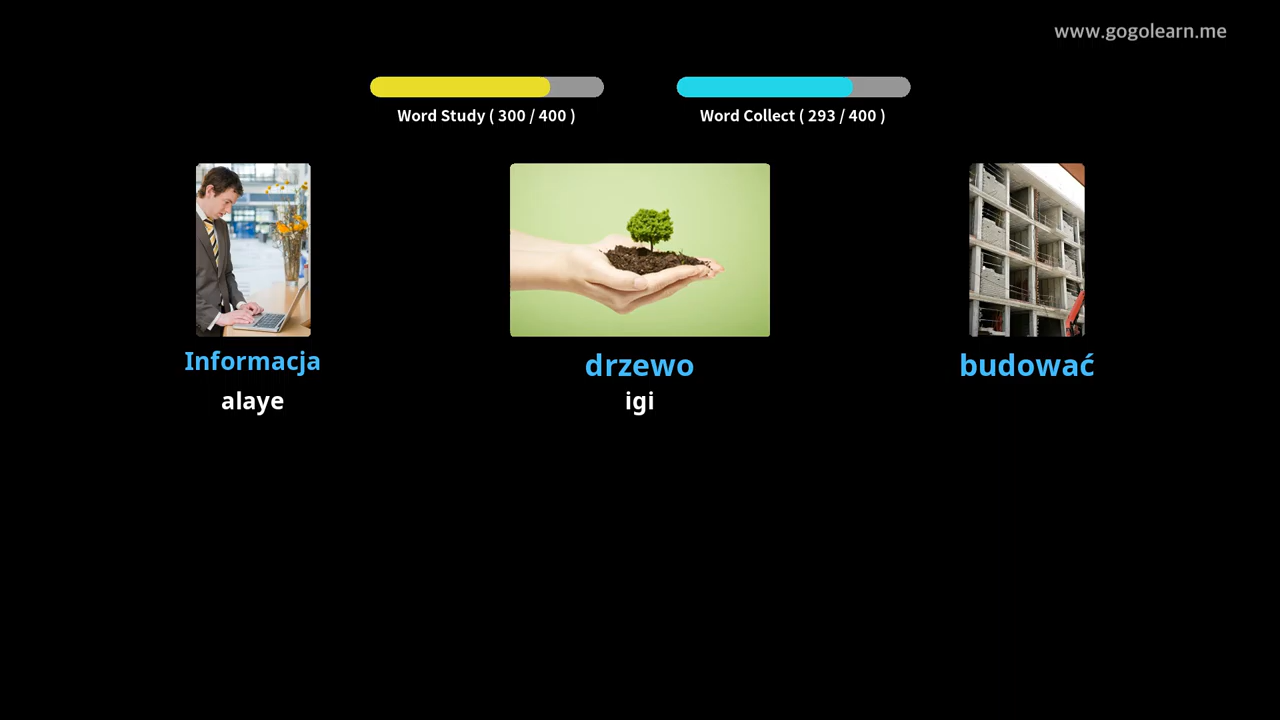 www.gogolearn.me
Word Study ( 300 / 400 )
Word Collect ( 293 / 400 )
Informacja
alaye
drzewo
igi
budować